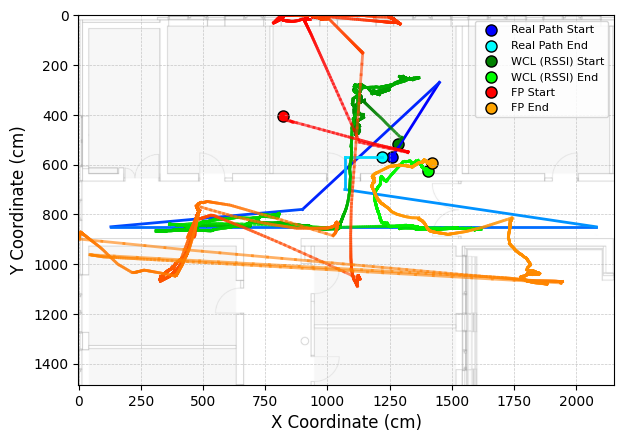 Real Path Start
Real Path End
WCL (RSSI) Start
WCL (RSSI) End
FP Start
FP End
0
200
400
600
800
1000
1200
1400
Y Coordinate (cm)
0
250
500
750
1000
1250
1500
1750
2000
X Coordinate (cm)